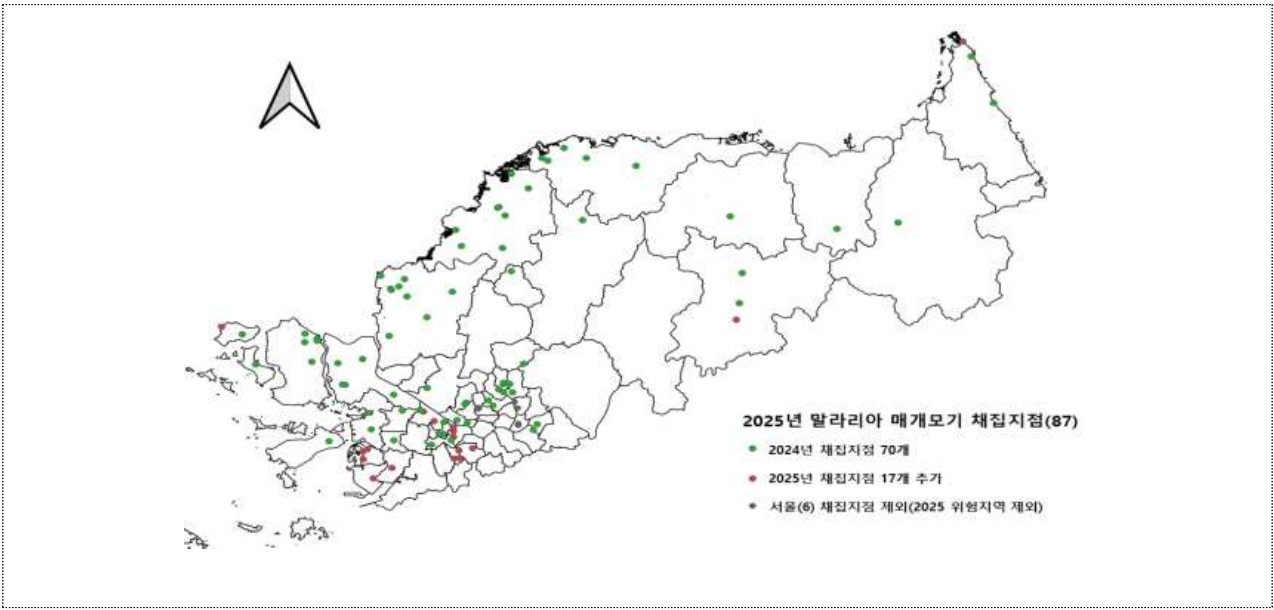 2025년 말라리아 매개모기 채집지점(87)
2024년 채집지점 70개
2025년 채집지점 17개 추가
서울(6) 채집지점 제외(2025 위험지역 제외)